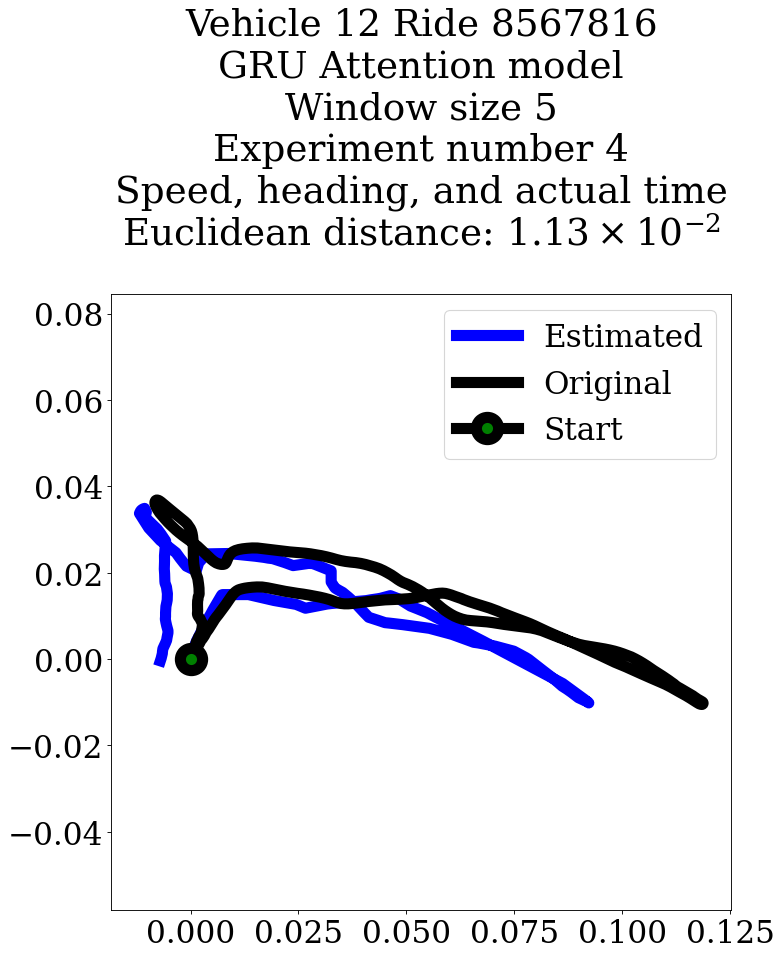 Vehicle 12 Ride 8567816
GRU Attention model
Window size 5
Experiment number 4
Speed, heading, and actual time
Euclidean distance: 1.13 × 10⁻²
Estimated
Original
Start
0.08
0.06
0.04
0.02
0.00
−0.02
−0.04
0.000 0.025 0.050 0.075 0.100 0.125